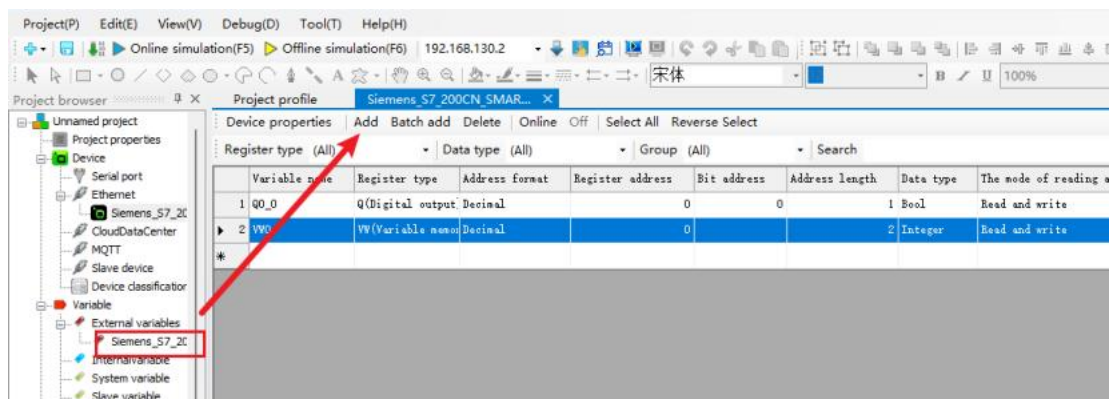 Project(P) Edit(E) View(V) Debug(D) Tool(T) Help(H)
Online simulation(F5) Offline simulation(F6) 192.168.130.2
A 宋体 B I U 100%
Project browser Project profile Siemens_S7_200CN_SMAR...
Unnamed project
Project properties
Device
Serial port
Ethernet
Siemens_S7_20
CloudDataCenter
MQTT
Slave device
Device classification
Variable
External variables
Siemens_S7_20
Internalvariable
System variable
Slave variable
Device properties Add Batch add Delete Online Off Select All Reverse Select
Register type (All) Data type (All) Group (All) Search
Variable name Register type Address format Register address Bit address Address length Data type The mode of reading a
1 Q0_0 Q(Digital output) Decimal 0 0 1 Bool Read and write
2 VW0 VW(Variable memor Decimal 0 2 Integer Read and write
*